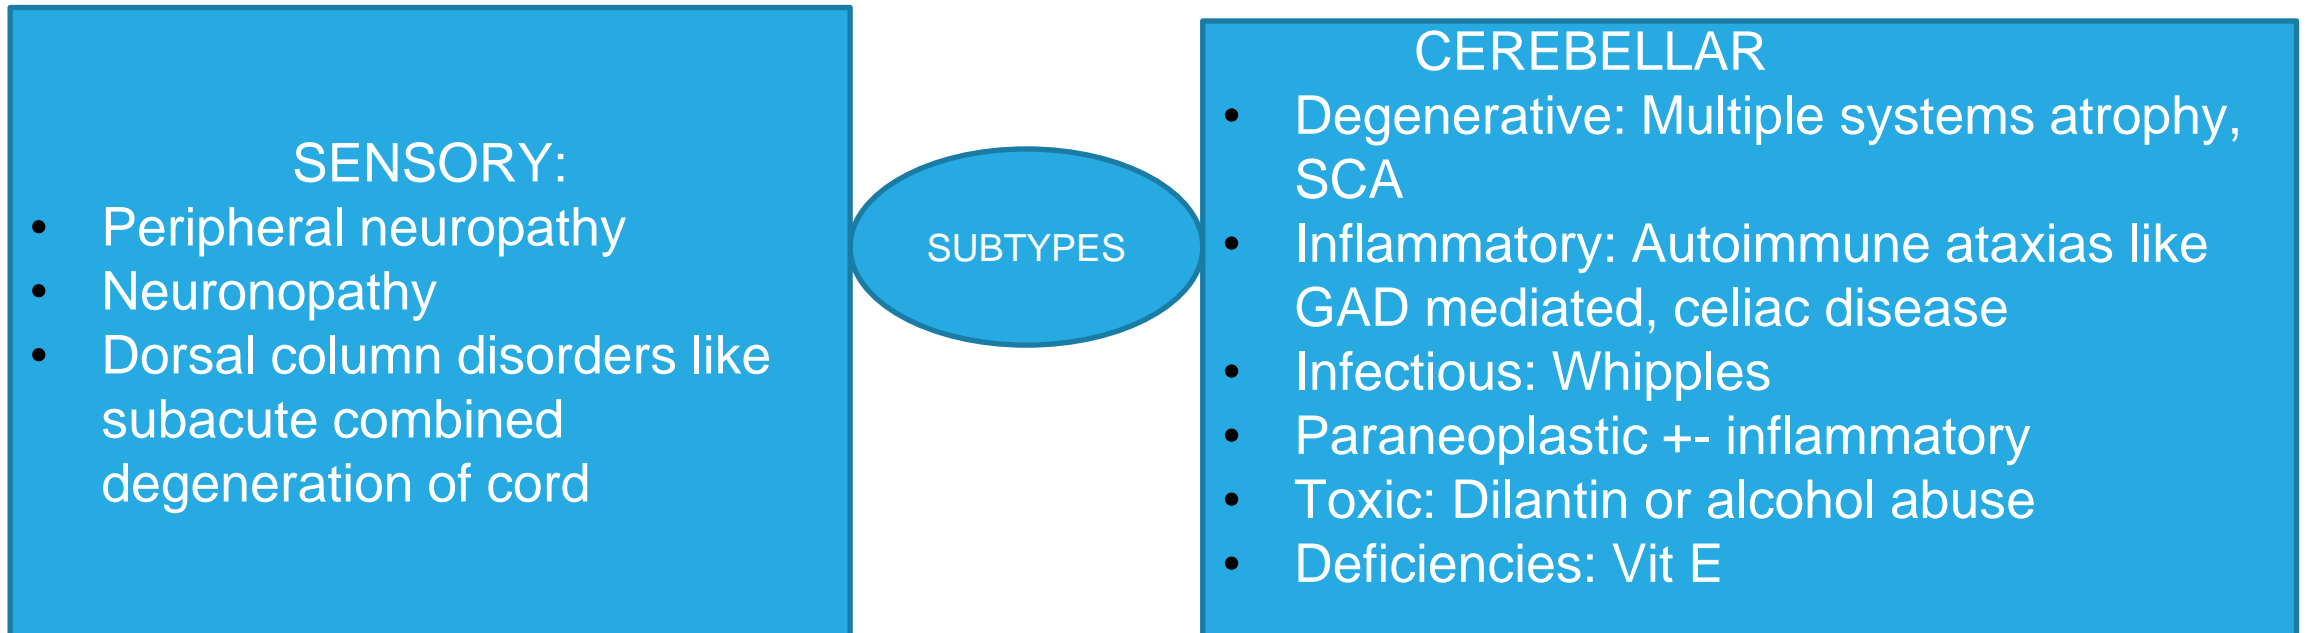 SENSORY:
• Peripheral neuropathy
• Neuronopathy
• Dorsal column disorders like
subacute combined
degeneration of cord
SUBTYPES
CEREBELLAR
• Degenerative: Multiple systems atrophy,
SCA
• Inflammatory: Autoimmune ataxias like
GAD mediated, celiac disease
• Infectious: Whipples
• Paraneoplastic +- inflammatory
• Toxic: Dilantin or alcohol abuse
• Deficiencies: Vit E